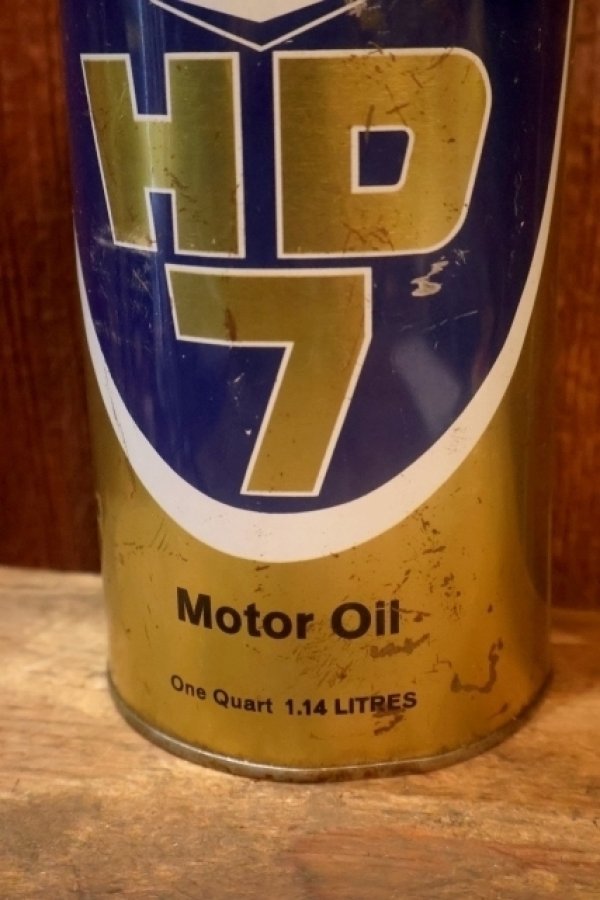 HD
7
Motor Oil
One Quart 1.14 LITRES